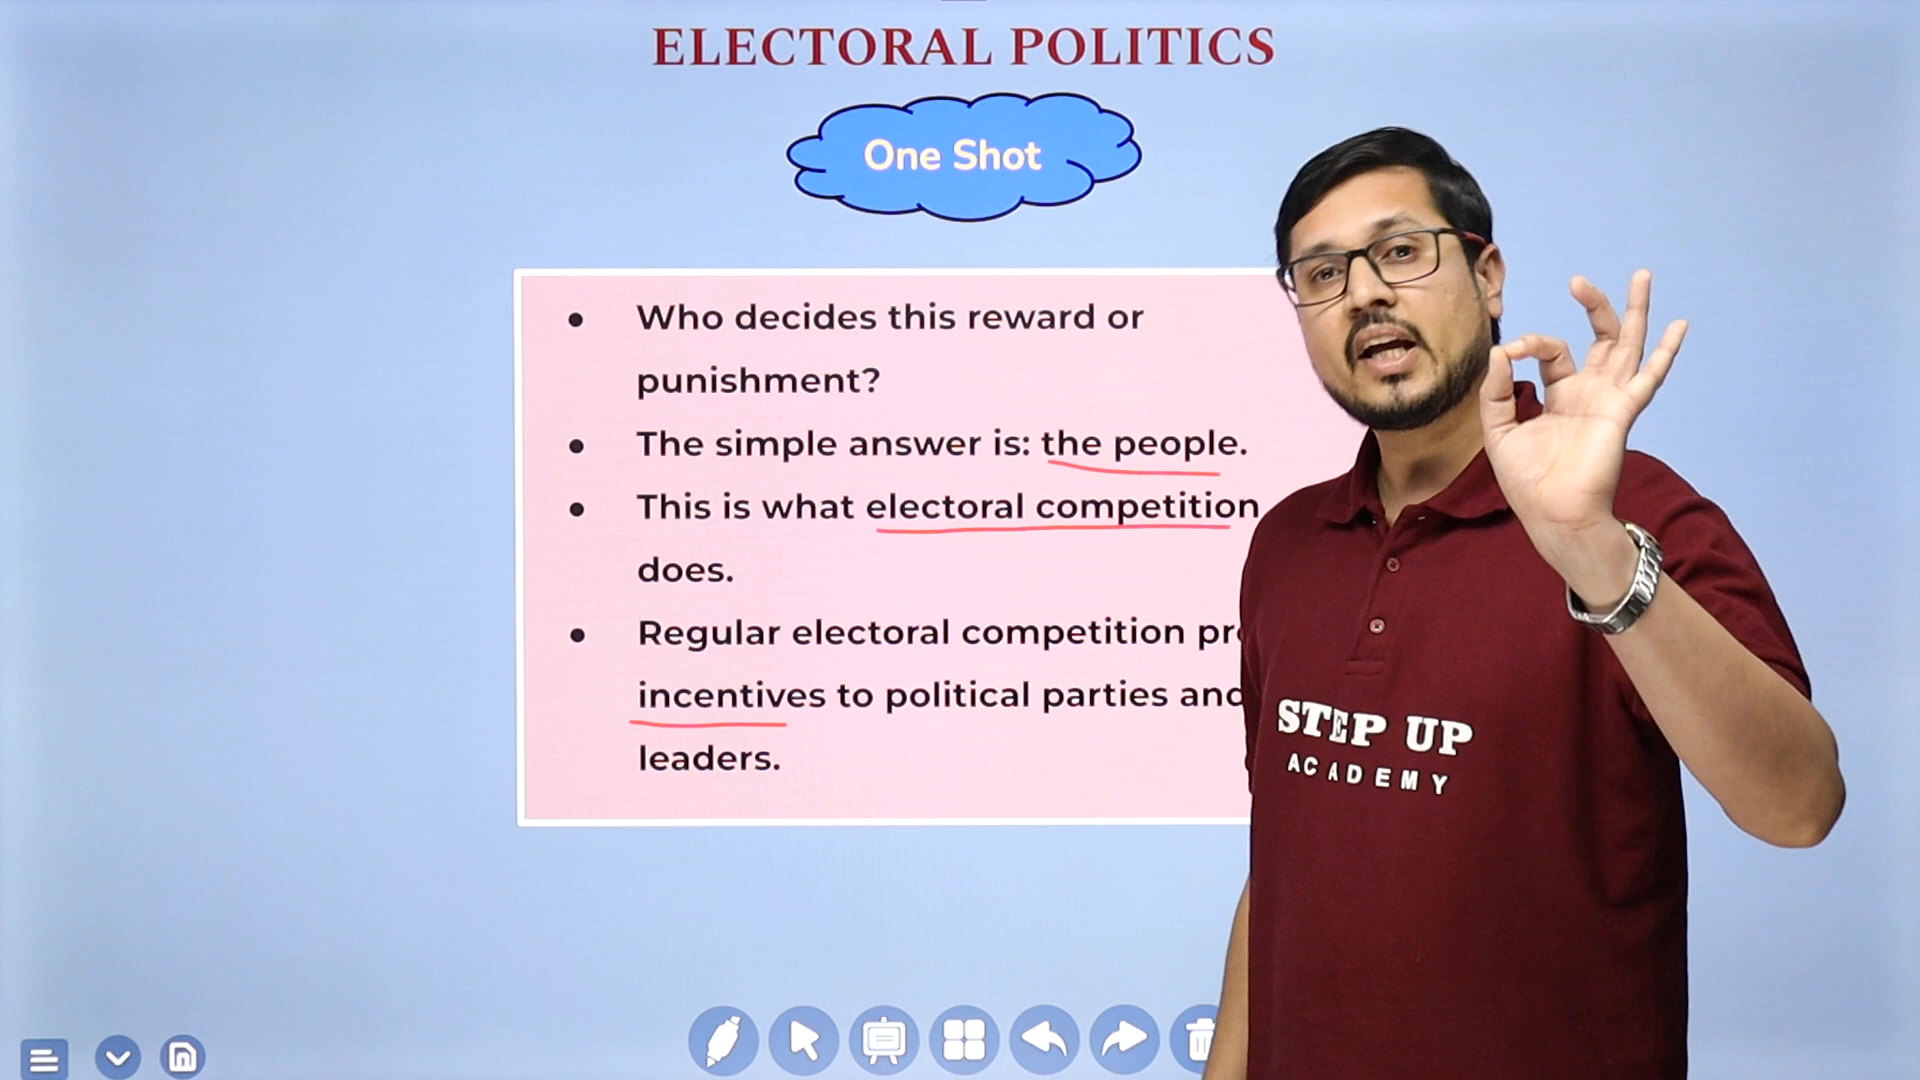 ELECTORAL POLITICS
One Shot
Who decides this reward or
punishment?
The simple answer is: the people.
This is what electoral competition
does.
Regular electoral competition
incentives to political parties and
leaders.
STEP UP
ACADEMY